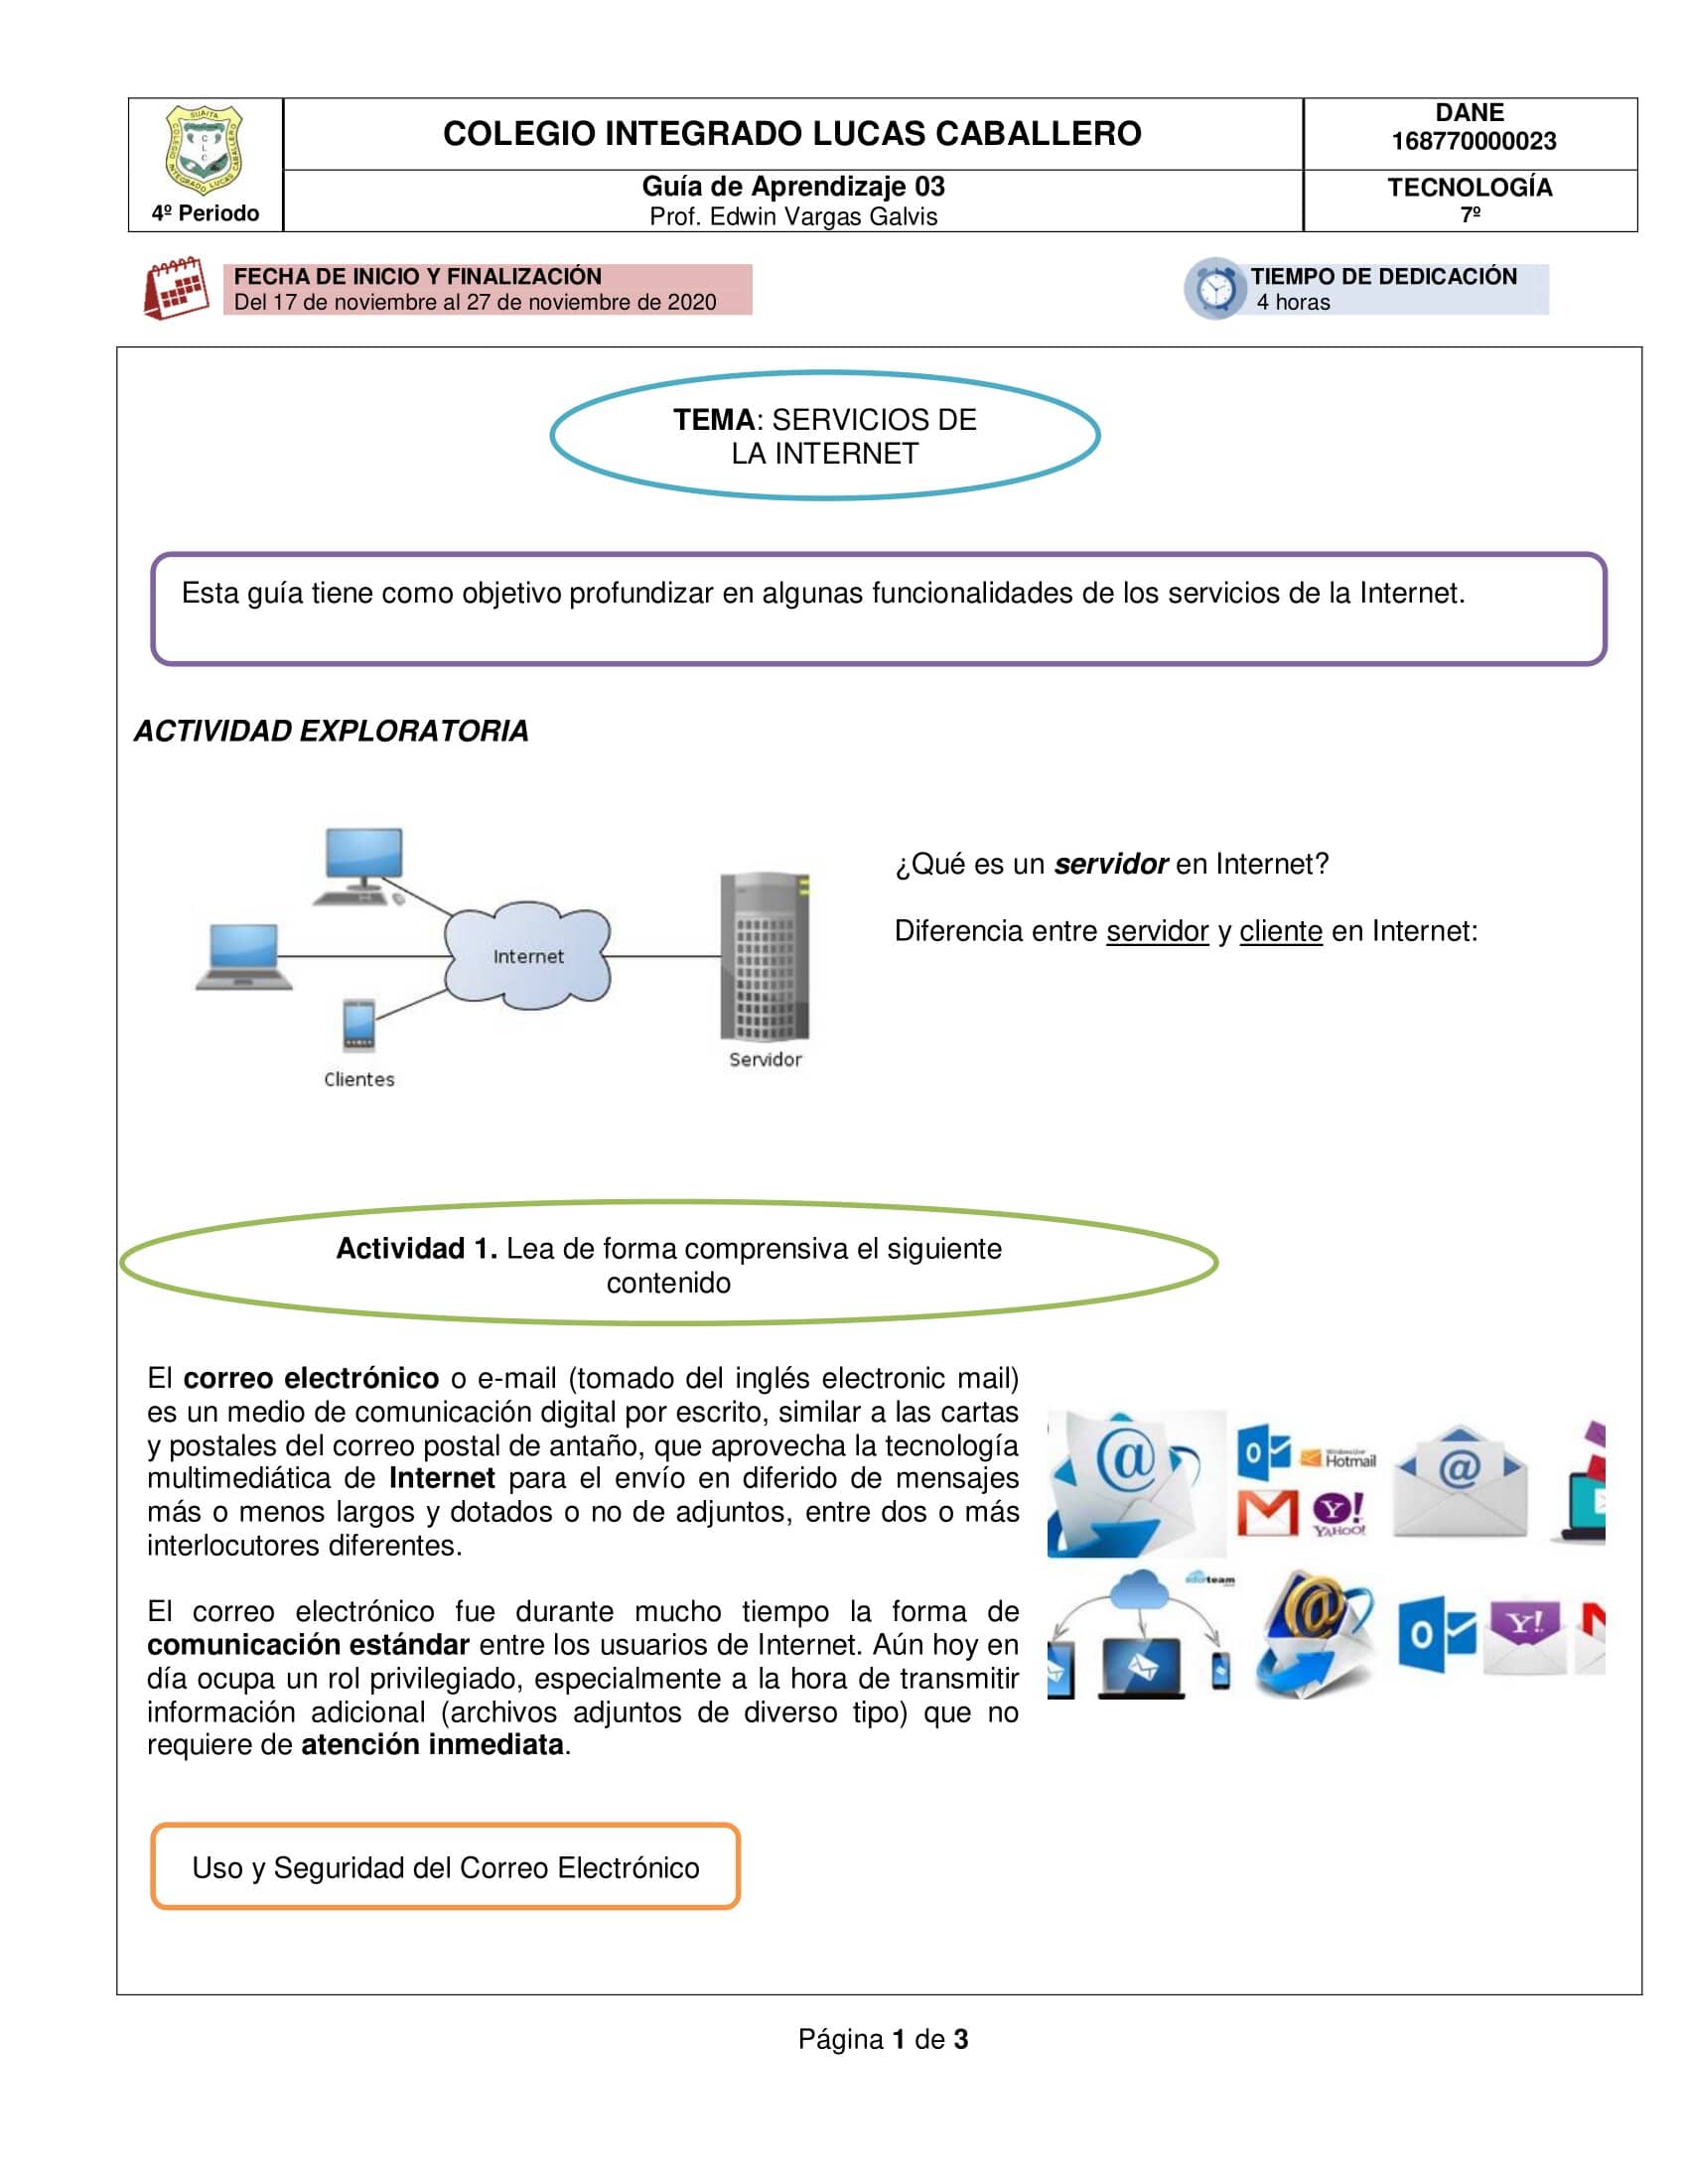 SUAITA
COLEGIO INTEGRADO LUCAS CABALLERO
C
L
C
4º Periodo
COLEGIO INTEGRADO LUCAS CABALLERO
Guía de Aprendizaje 03
Prof. Edwin Vargas Galvis
DANE
168770000023
TECNOLOGÍA
7º
FECHA DE INICIO Y FINALIZACIÓN
Del 17 de noviembre al 27 de noviembre de 2020
TIEMPO DE DEDICACIÓN
4 horas
TEMA: SERVICIOS DE
LA INTERNET
Esta guía tiene como objetivo profundizar en algunas funcionalidades de los servicios de la Internet.
ACTIVIDAD EXPLORATORIA
Internet
Clientes
Servidor
¿Qué es un servidor en Internet?
Diferencia entre servidor y cliente en Internet:
Actividad 1. Lea de forma comprensiva el siguiente
contenido
El correo electrónico o e-mail (tomado del inglés electronic mail)
es un medio de comunicación digital por escrito, similar a las cartas
y postales del correo postal de antaño, que aprovecha la tecnología
multimediática de Internet para el envío en diferido de mensajes
más o menos largos y dotados o no de adjuntos, entre dos o más
interlocutores diferentes.
El correo electrónico fue durante mucho tiempo la forma de
comunicación estándar entre los usuarios de Internet. Aún hoy en
día ocupa un rol privilegiado, especialmente a la hora de transmitir
información adicional (archivos adjuntos de diverso tipo) que no
requiere de atención inmediata.
@
O
Hotmail
Y!
YAHOO!
@
team
@
O
Y!
Uso y Seguridad del Correo Electrónico
Página 1 de 3